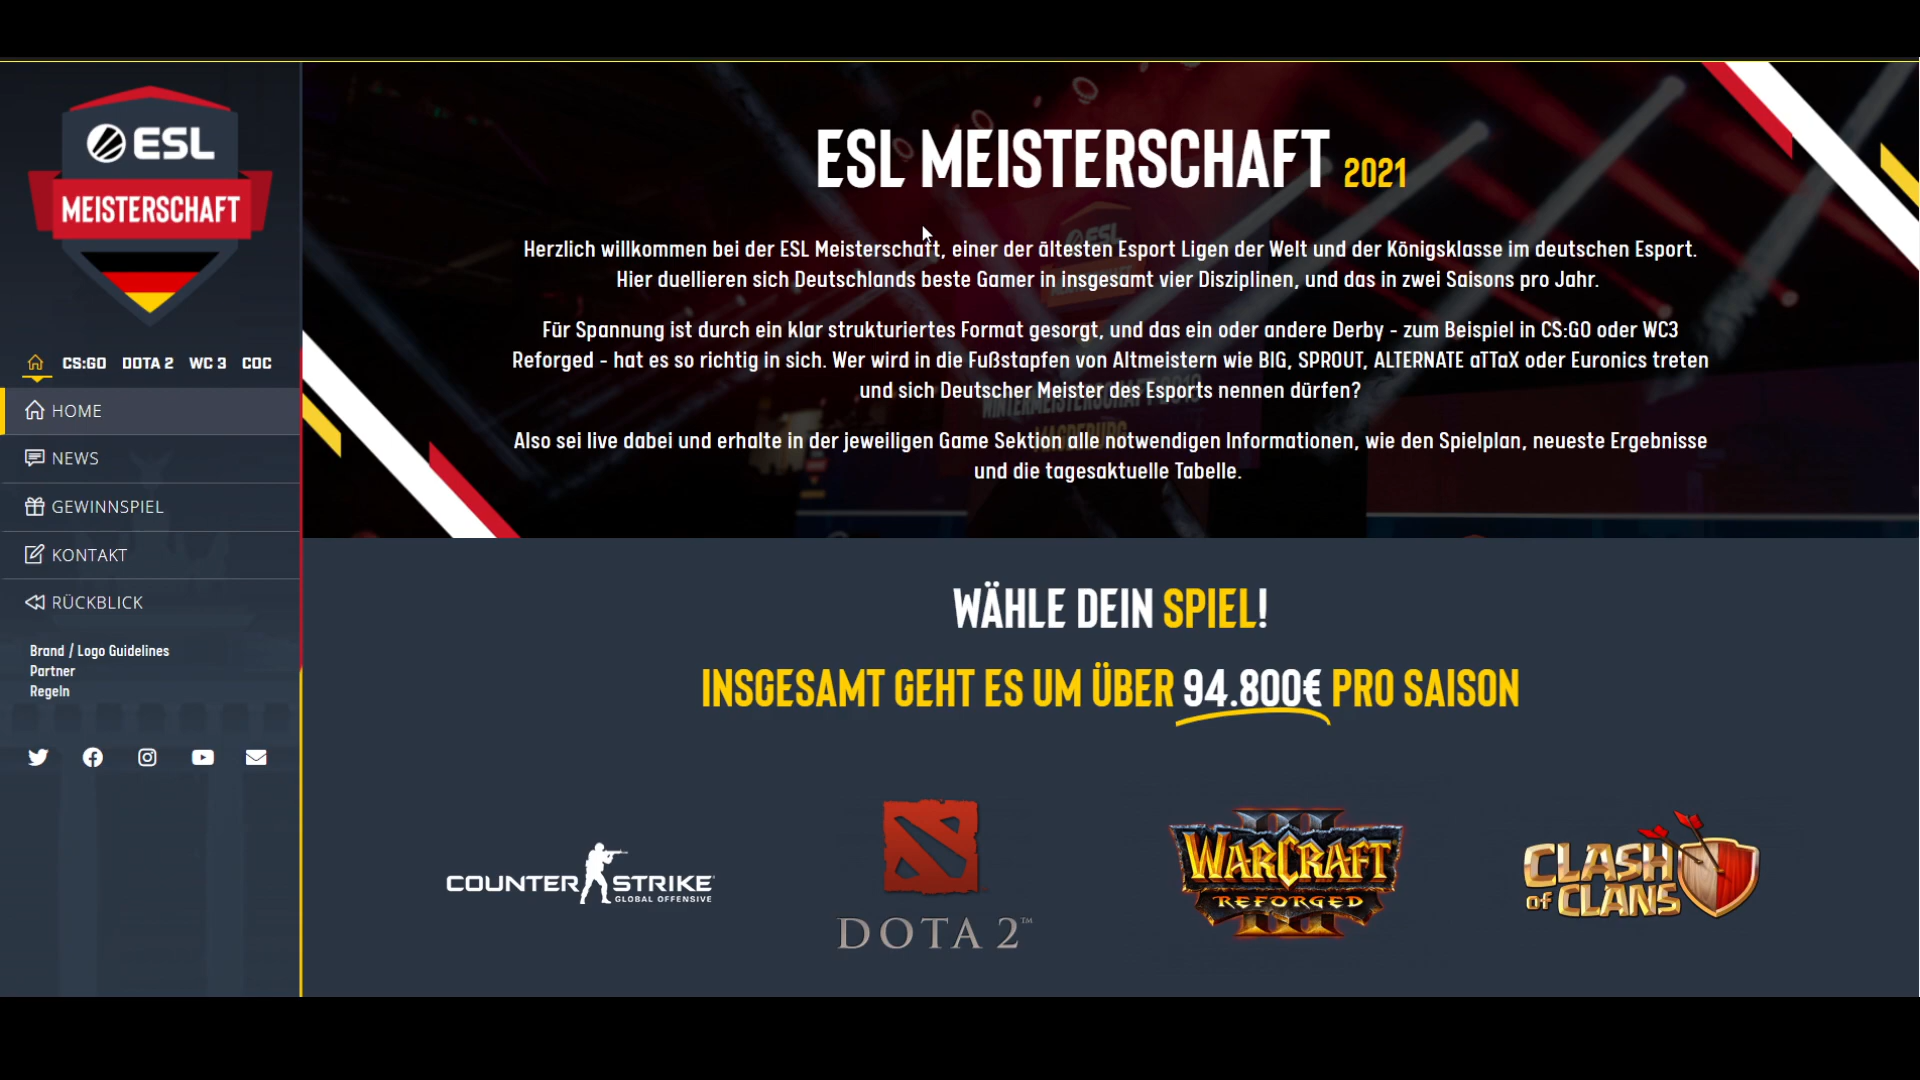 ESL
MEISTERSCHAFT
CS:GO DOTA 2 WC 3 COC
HOME
NEWS
GEWINNSPIEL
KONTAKT
RÜCKBLICK
Brand / Logo Guidelines
Partner
Regeln
ESL MEISTERSCHAFT 2021
Herzlich willkommen bei der ESL Meisterschaft, einer der ältesten Esport Ligen der Welt und der Königsklasse im deutschen Esport.
Hier duellieren sich Deutschlands beste Gamer in insgesamt vier Disziplinen, und das in zwei Saisons pro Jahr.
Für Spannung ist durch ein klar strukturiertes Format gesorgt, und das ein oder andere Derby - zum Beispiel in CS:GO oder WC3
Reforged - hat es so richtig in sich. Wer wird in die Fußstapfen von Altmeistern wie BIG, SPROUT, ALTERNATE aTTaX oder Euronics treten
und sich Deutscher Meister des Esports nennen dürfen?
Also sei live dabei und erhalte in der jeweiligen Game Sektion alle notwendigen Informationen, wie den Spielplan, neueste Ergebnisse
und die tagesaktuelle Tabelle.
WÄHLE DEIN SPIEL!
INSGESAMT GEHT ES UM ÜBER 94.800€ PRO SAISON
COUNTER STRIKE
GLOBAL OFFENSIVE
DOTA 2™
WARCRAFT
III
REFORGED
CLASH
of CLANS